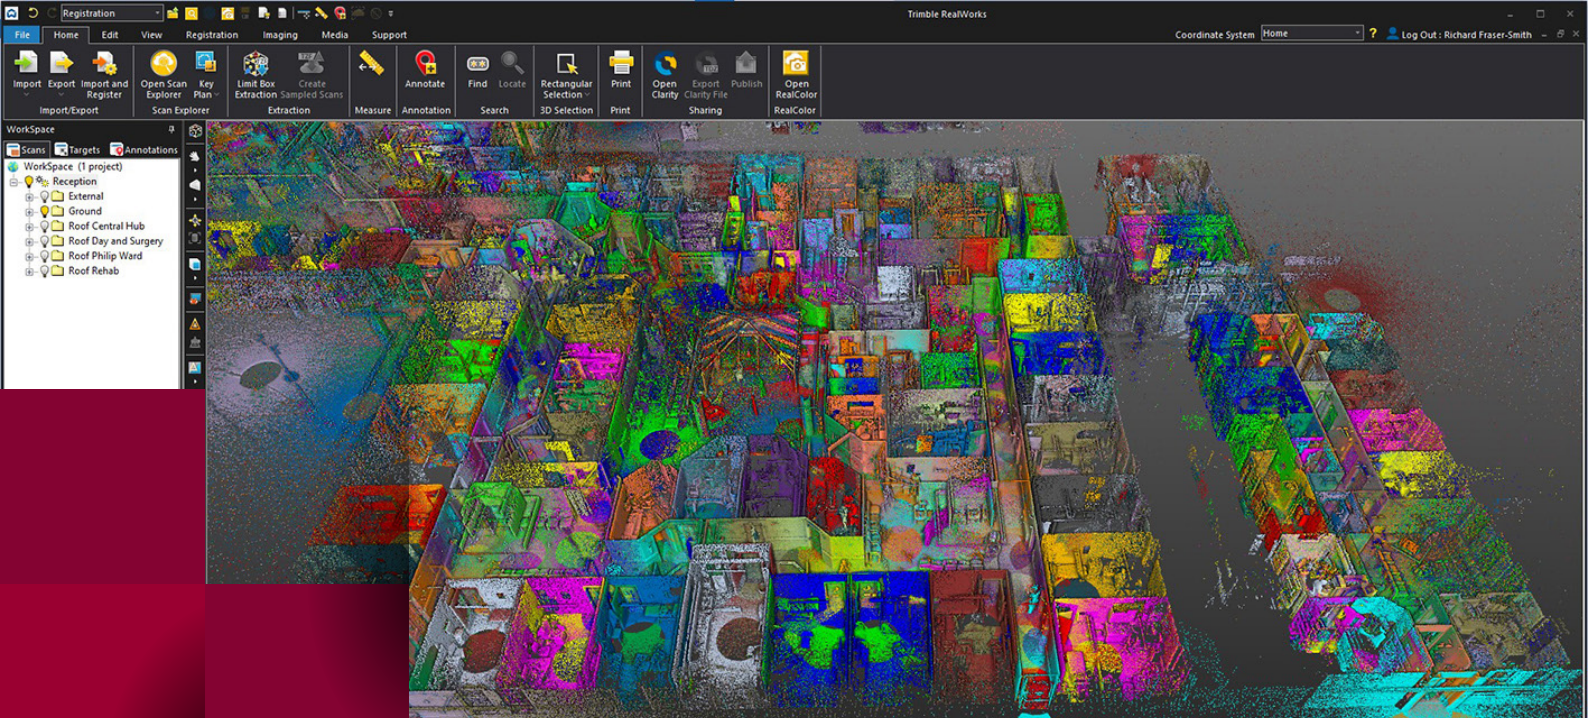 Registration
Trimble RealWorks
File Home Edit View Registration Imaging Media Support
Coordinate System Home ? Log Out : Richard Fraser-Smith
Import Export Import and Register
Open Scan Explorer Key Plan
Limit Box Extraction Create Sampled Scans
Annotate
Find Locate
Rectangular Selection
Print
Open Clarity Export Clarity File Publish
Open RealColor
Import/Export Scan Explorer Extraction Measure Annotation Search 3D Selection Print Sharing RealColor
WorkSpace
Scans Targets Annotations
WorkSpace (1 project)
Reception
External
Ground
Roof Central Hub
Roof Day and Surgery
Roof Philip Ward
Roof Rehab